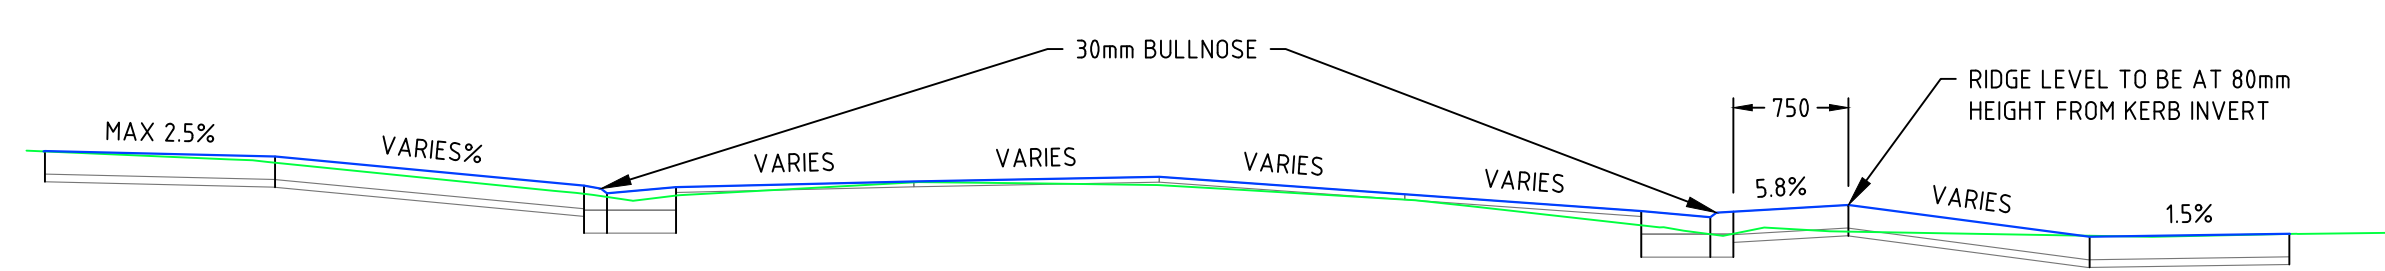 30mm BULLNOSE
RIDGE LEVEL TO BE AT 80mm
HEIGHT FROM KERB INVERT
750
MAX 2.5%
VARIES%
VARIES
VARIES
VARIES
VARIES
5.8%
VARIES
1.5%